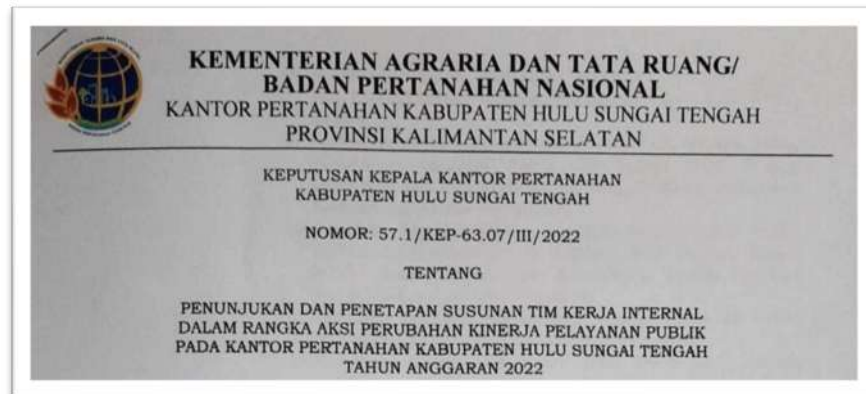 KEMENTERIAN AGRARIA DAN TATA RUANG/
BADAN PERTANAHAN NASIONAL
KANTOR PERTANAHAN KABUPATEN HULU SUNGAI TENGAH
PROVINSI KALIMANTAN SELATAN
KEPUTUSAN KEPALA KANTOR PERTANAHAN
KABUPATEN HULU SUNGAI TENGAH
NOMOR: 57.1/KEP-63.07/III/2022
TENTANG
PENUNJUKAN DAN PENETAPAN SUSUNAN TIM KERJA INTERNAL
DALAM RANGKA AKSI PERUBAHAN KINERJA PELAYANAN PUBLIK
PADA KANTOR PERTANAHAN KABUPATEN HULU SUNGAI TENGAH
TAHUN ANGGARAN 2022